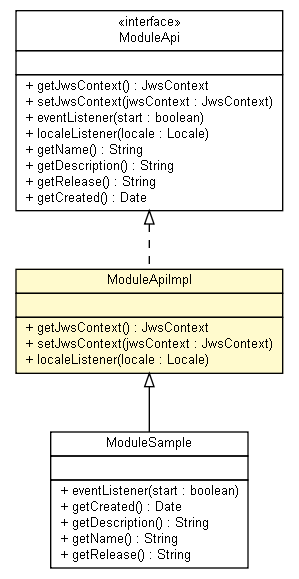 «interface»
ModuleApi
+ getJwsContext() : JwsContext
+ setJwsContext(jwsContext : JwsContext)
+ eventListener(start : boolean)
+ localeListener(locale : Locale)
+ getName() : String
+ getDescription() : String
+ getRelease() : String
+ getCreated() : Date
ModuleApiImpl
+ getJwsContext() : JwsContext
+ setJwsContext(jwsContext : JwsContext)
+ localeListener(locale : Locale)
ModuleSample
+ eventListener(start : boolean)
+ getCreated() : Date
+ getDescription() : String
+ getName() : String
+ getRelease() : String